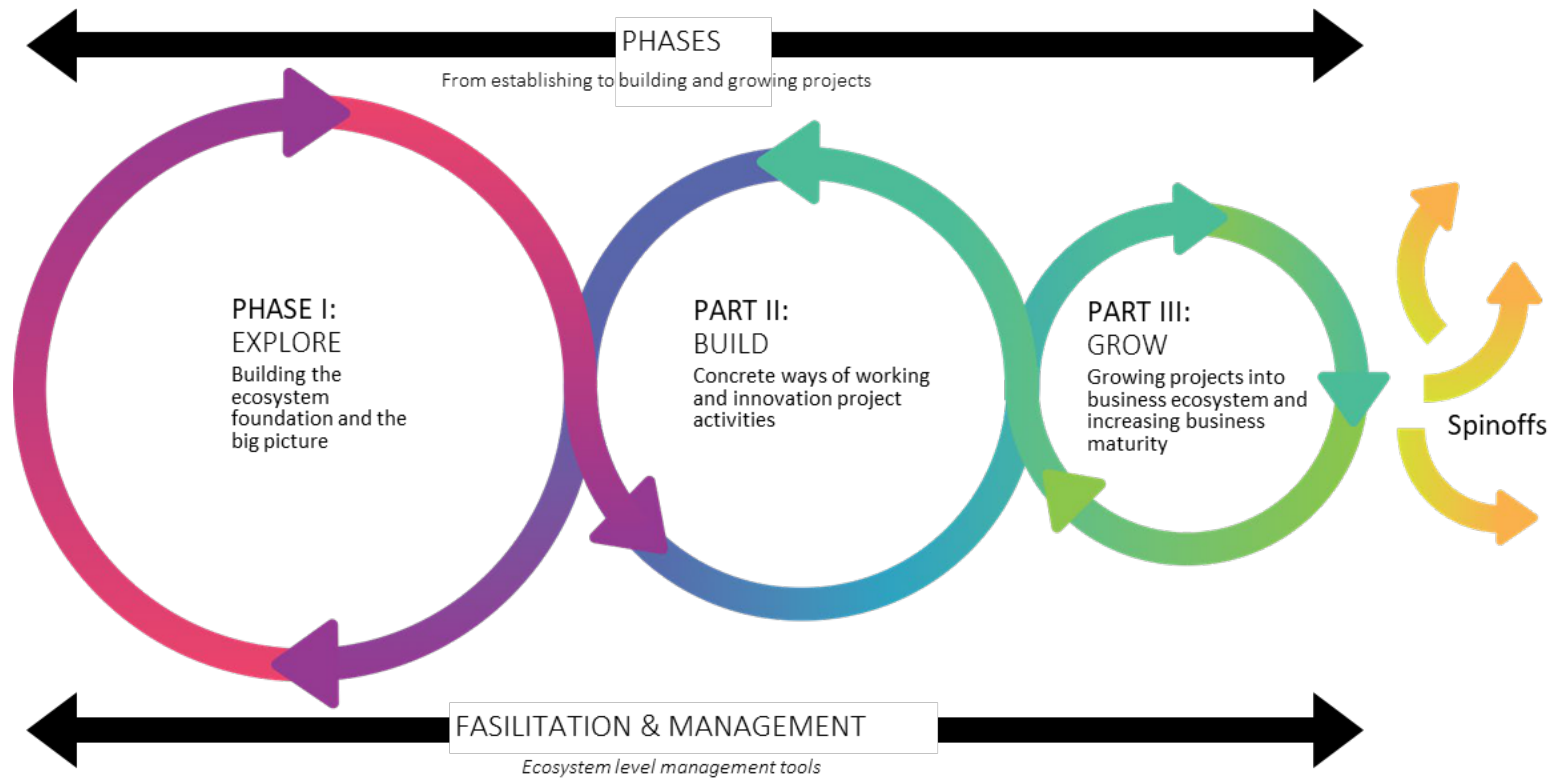 PHASES
From establishing to building and growing projects
PHASE I:
EXPLORE
Building the
ecosystem
foundation and the
big picture
PART II:
BUILD
Concrete ways of working
and innovation project
activities
PART III:
GROW
Growing projects into
business ecosystem and
increasing business
maturity
Spinoffs
FASILITATION & MANAGEMENT
Ecosystem level management tools